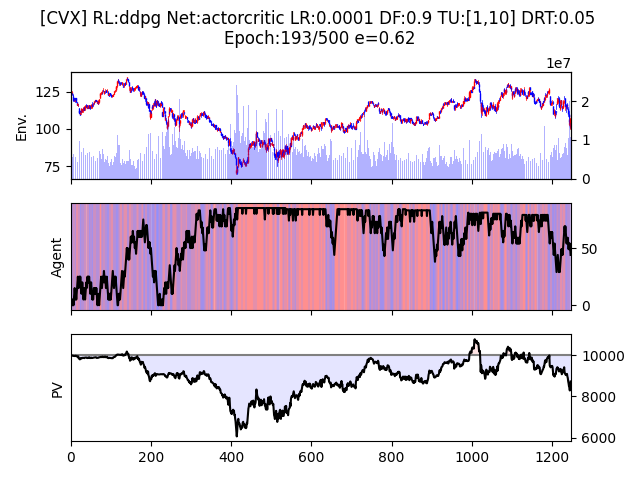 [CVX] RL:ddpg Net:actorcritic LR:0.0001 DF:0.9 TU:[1,10] DRT:0.05
Epoch:193/500 e=0.62
1e7
125
100
75
Env.
2
1
0
Agent
50
0
PV
10000
8000
6000
0 200 400 600 800 1000 1200